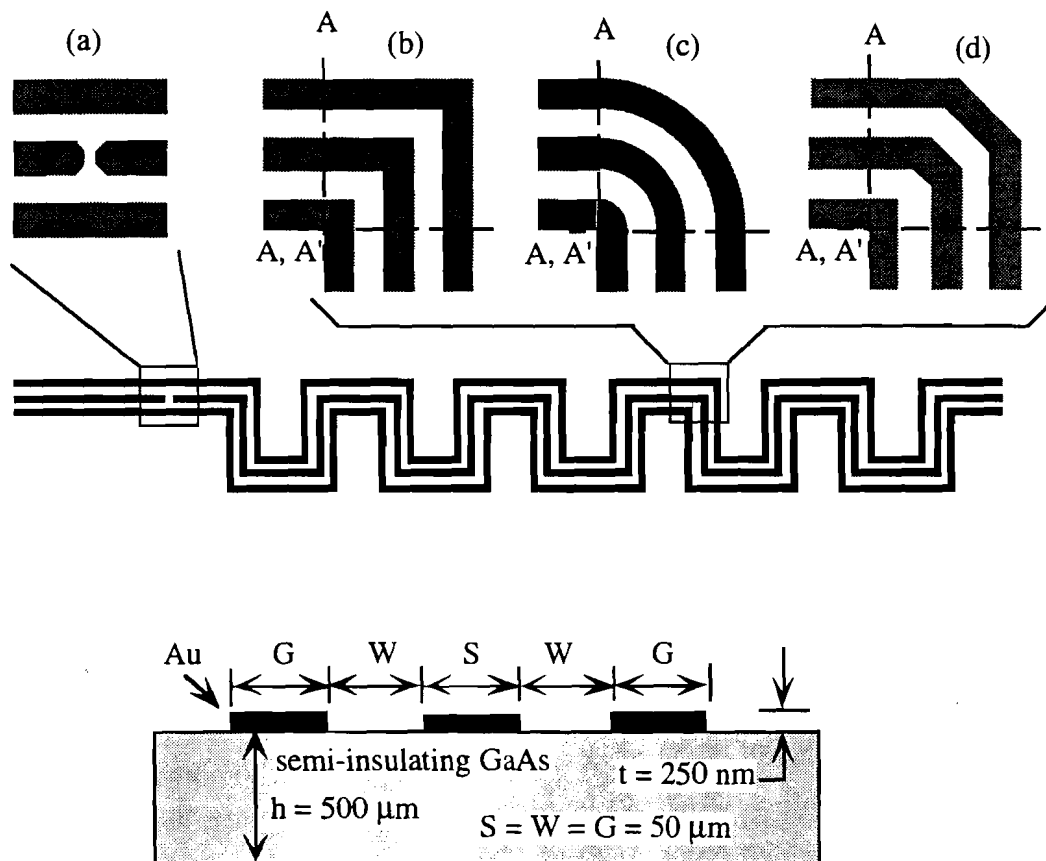 (a)
A
(b)
A
(c)
A
(d)
A, A'
A, A'
A, A'
Au
G
W
S
W
G
semi-insulating GaAs
t = 250 nm
h = 500 µm
S = W = G = 50 µm